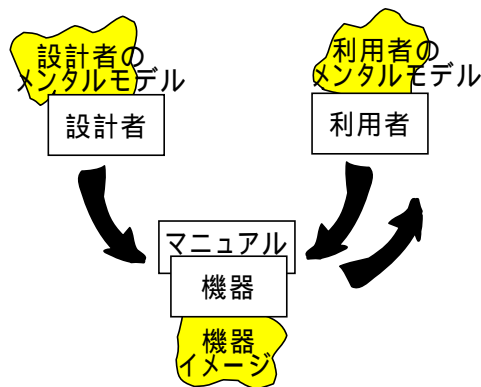 設計者の
メンタルモデル
設計者
利用者の
メンタルモデル
利用者
マニュアル
機器
機器
イメージ